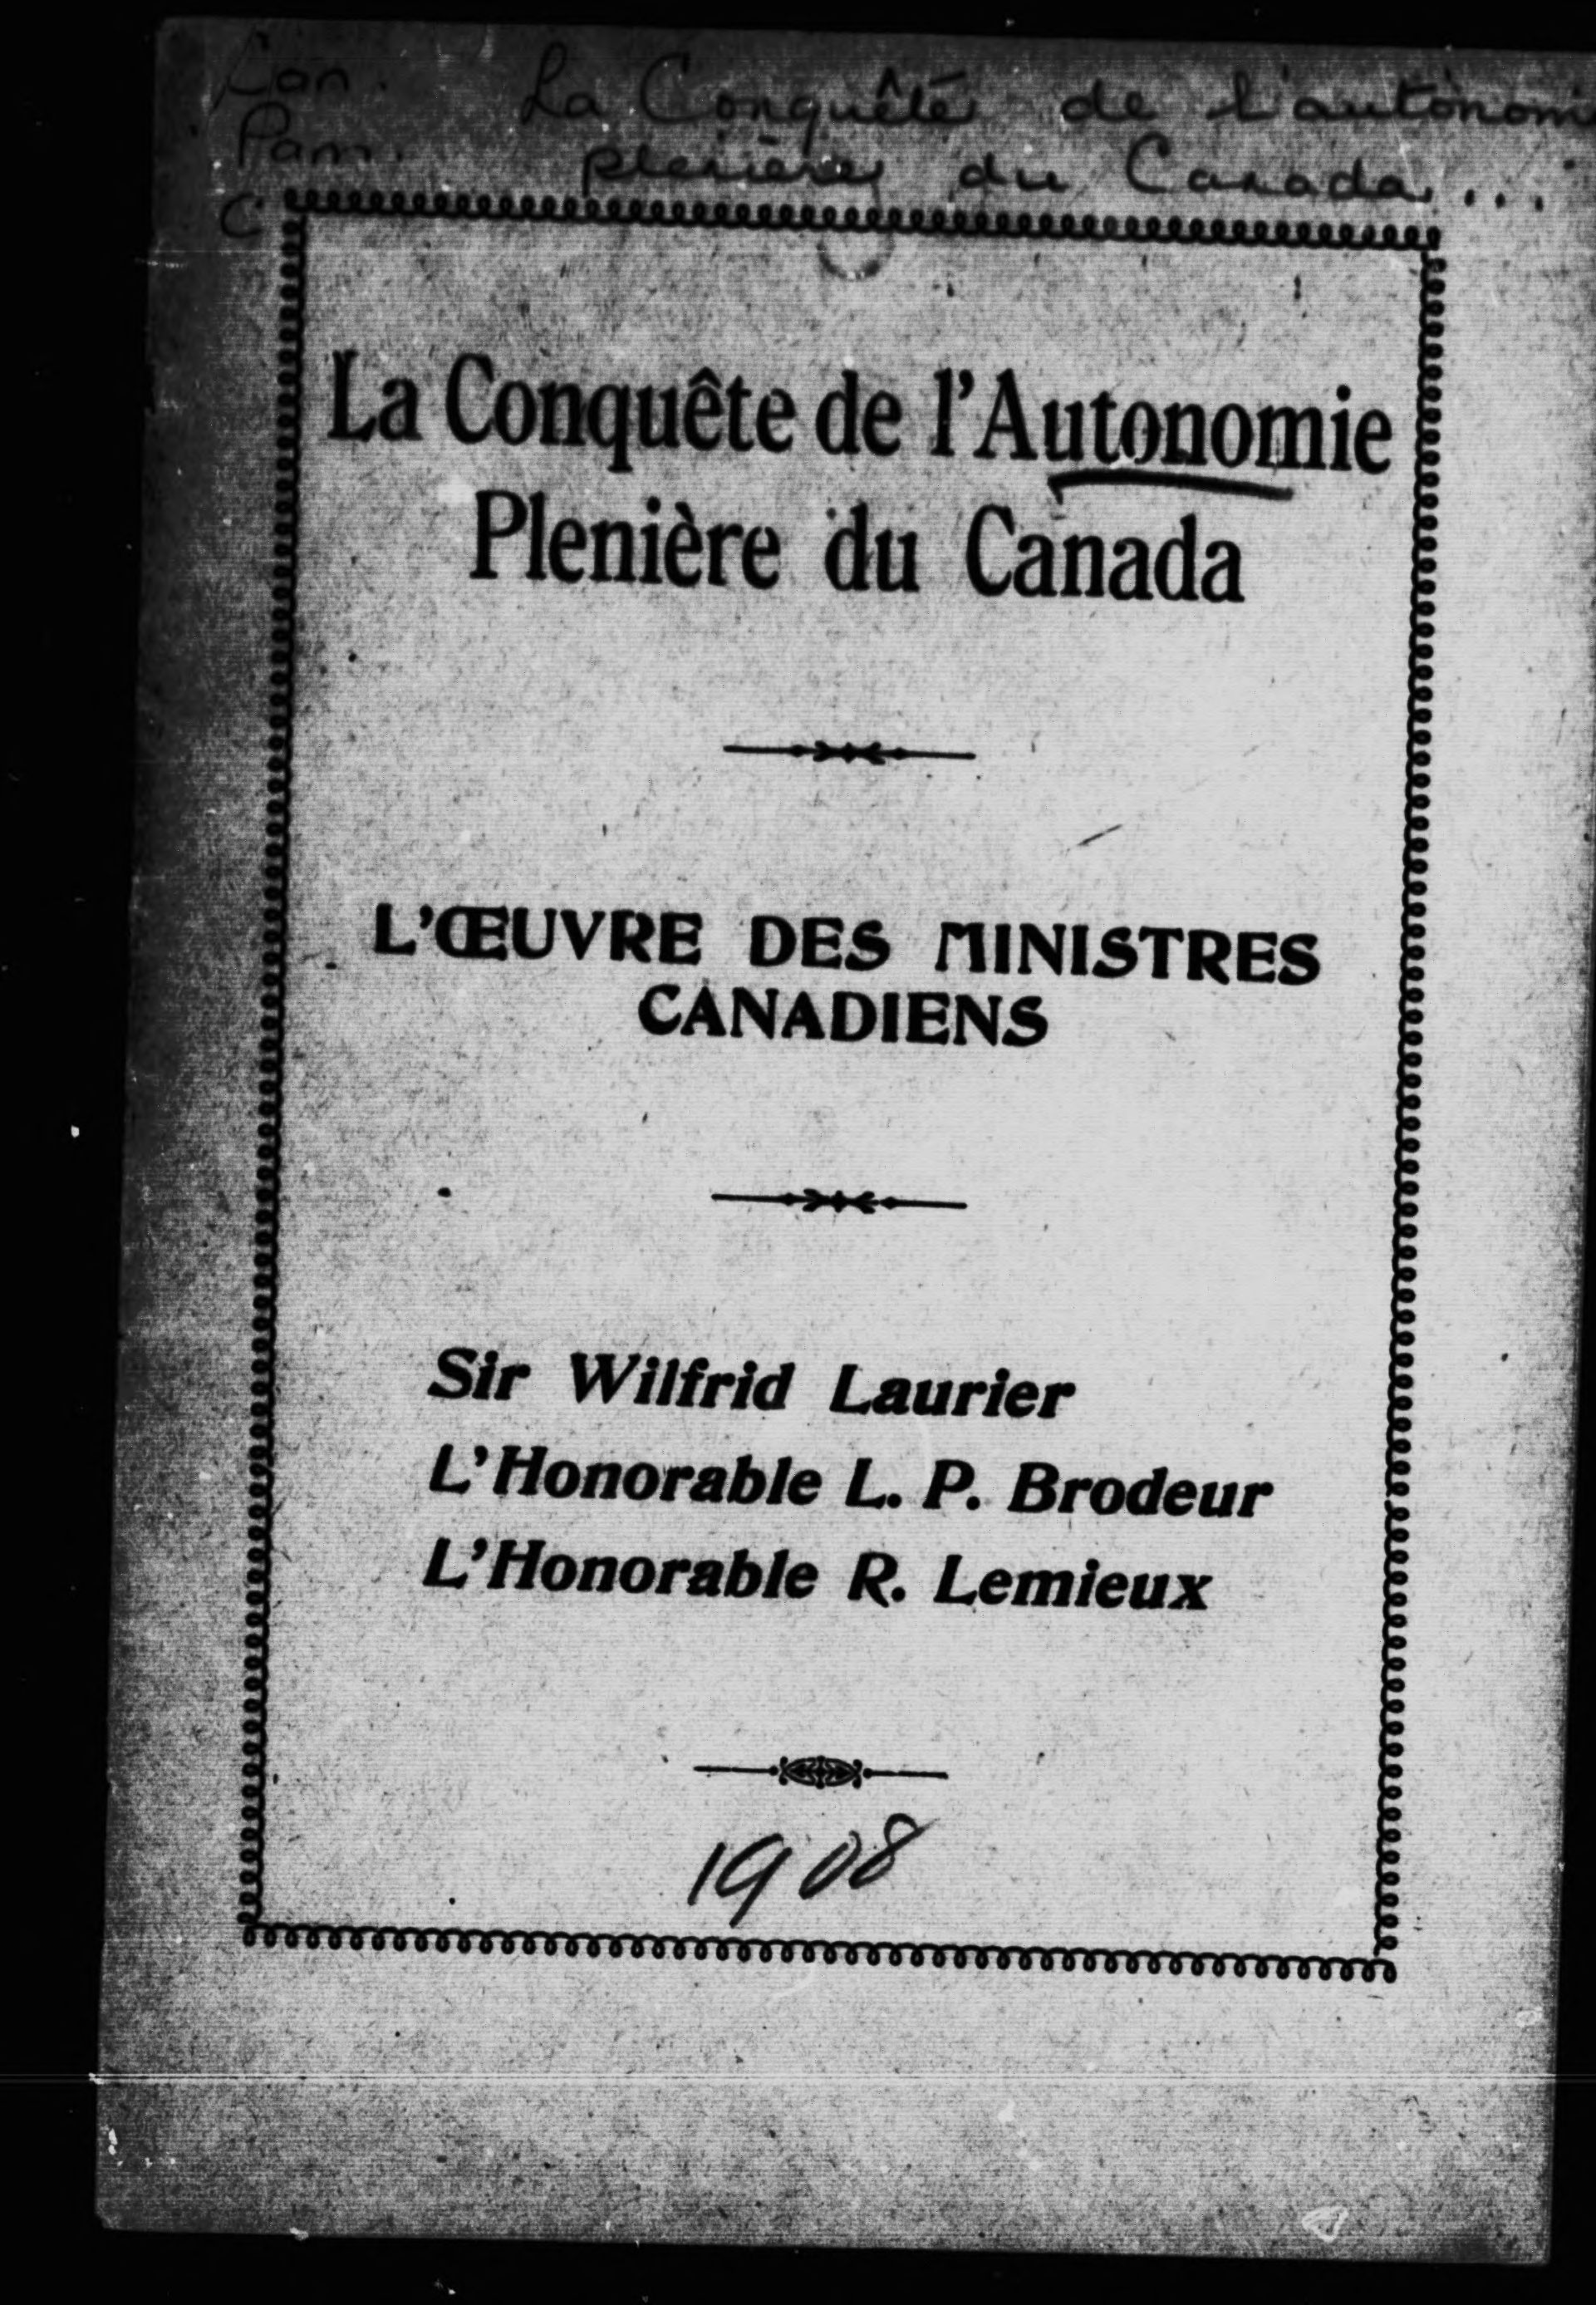 Can. La Conquête de l'autonomi
Pam. plenière du Canada...
C
La Conquête de l'Autonomie
Plenière du Canada
L'ŒUVRE DES MINISTRES
CANADIENS
Sir Wilfrid Laurier
L'Honorable L. P. Brodeur
L'Honorable R. Lemieux
1908